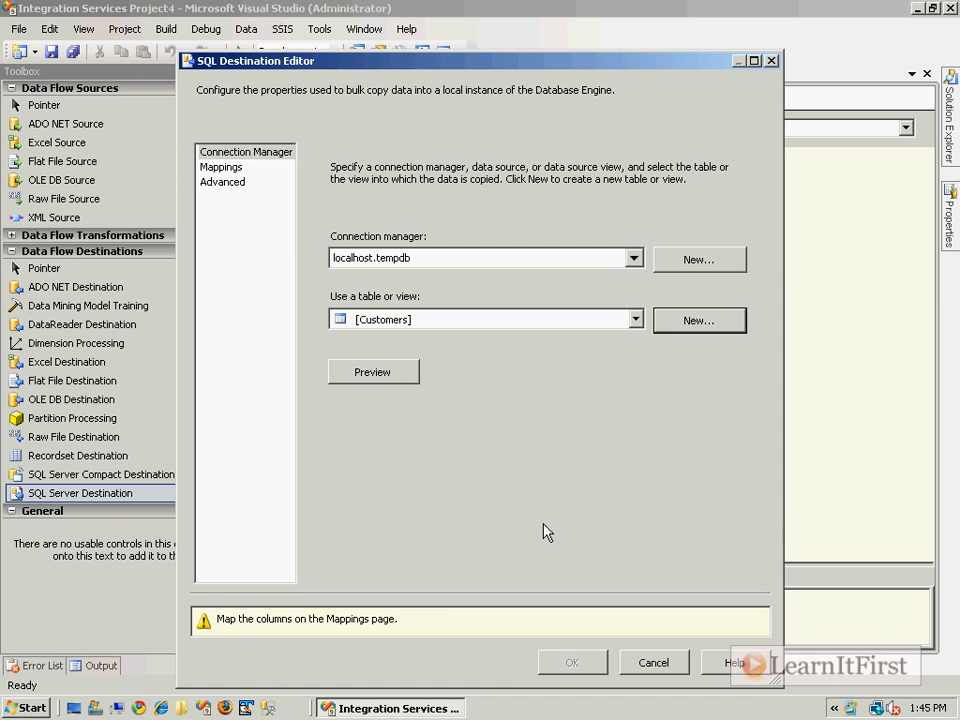 Integration Services Project4 - Microsoft Visual Studio (Administrator)
File Edit View Project Build Debug Data SSIS Tools Window Help
Toolbox
Data Flow Sources
Pointer
ADO NET Source
Excel Source
Flat File Source
OLE DB Source
Raw File Source
XML Source
Data Flow Transformations
Data Flow Destinations
Pointer
ADO NET Destination
Data Mining Model Training
DataReader Destination
Dimension Processing
Excel Destination
Flat File Destination
OLE DB Destination
Partition Processing
Raw File Destination
Recordset Destination
SQL Server Compact Destination
SQL Server Destination
General
There are no usable controls in this
onto this text to add it to th
SQL Destination Editor
Configure the properties used to bulk copy data into a local instance of the Database Engine.
Connection Manager
Mappings
Advanced
Specify a connection manager, data source, or data source view, and select the table or
the view into which the data is copied. Click New to create a new table or view.
Connection manager:
localhost.tempdb
New...
Use a table or view:
[Customers]
New...
Preview
Map the columns on the Mappings page.
OK Cancel Help
LearnItFirst
Solution Explorer
Properties
Error List Output
Ready
Start
Integration Services ...
1:45 PM